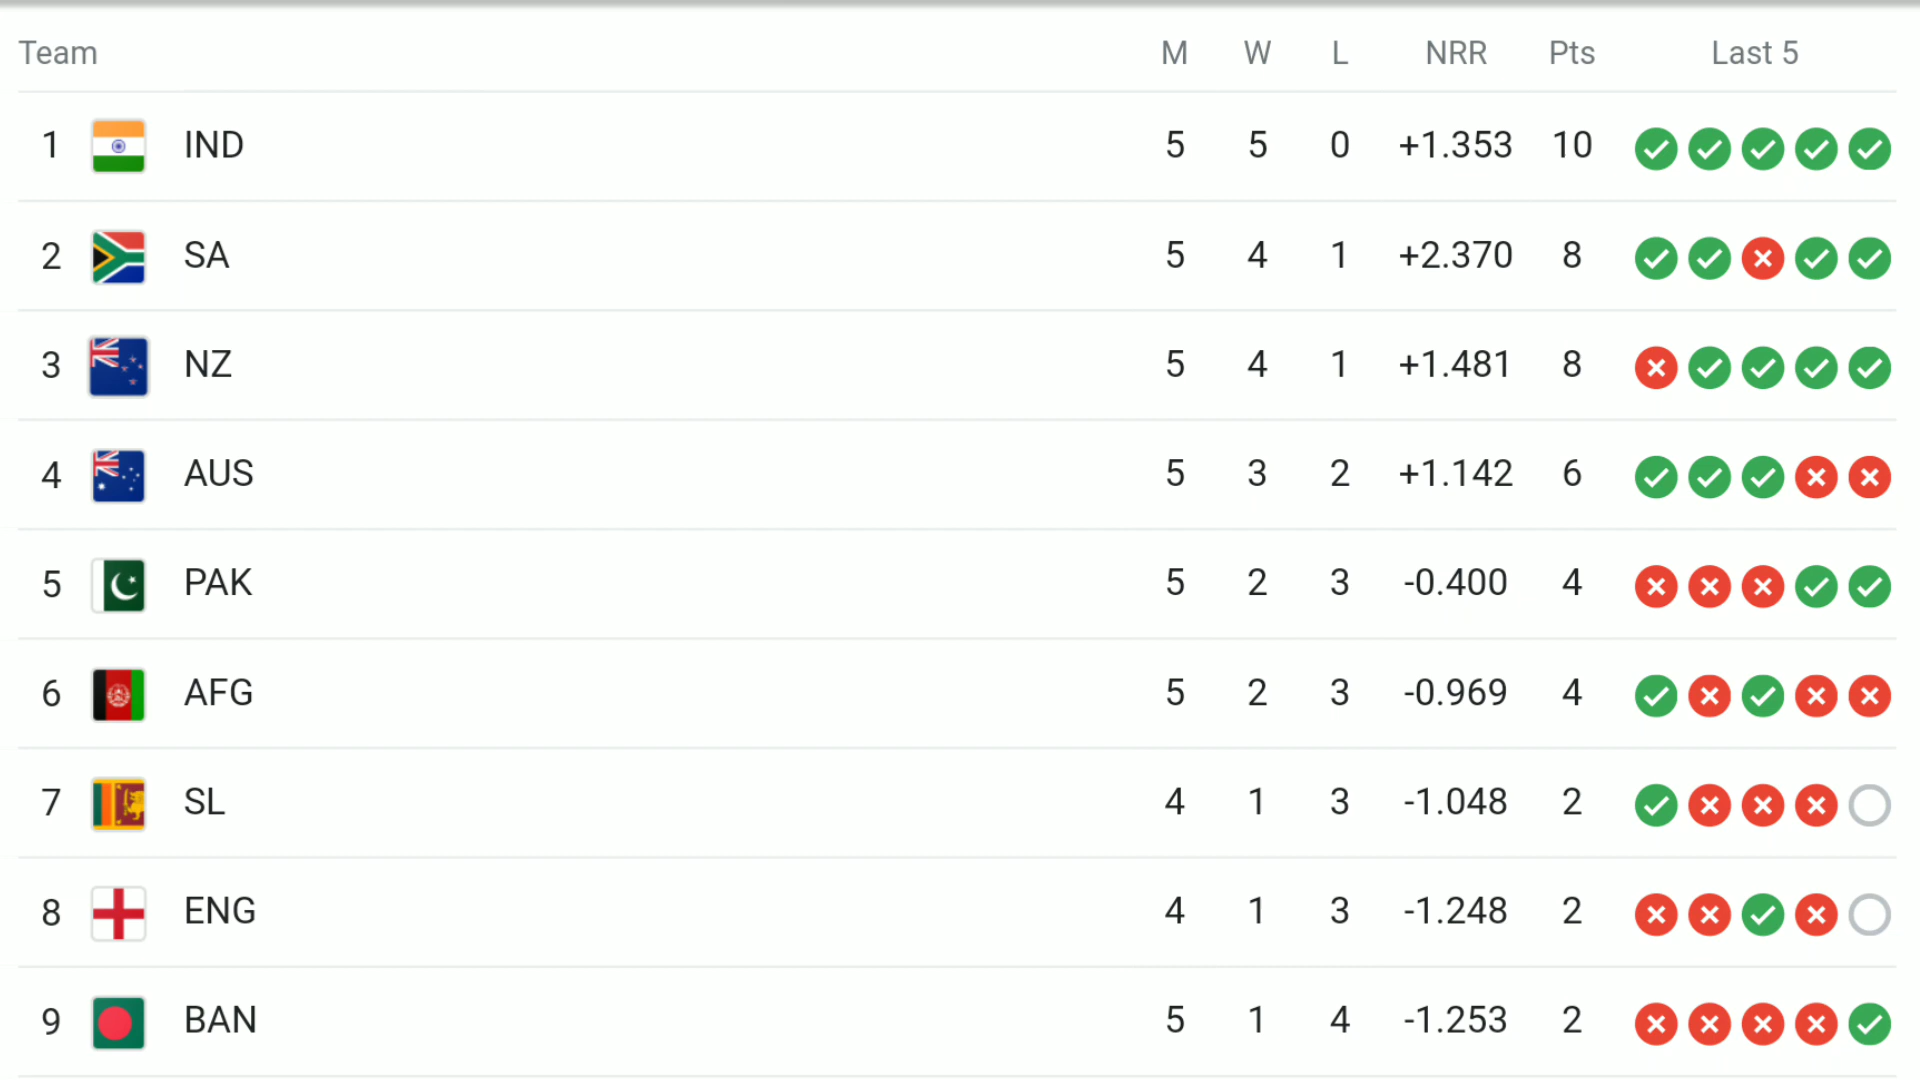 Team M W L NRR Pts Last 5
1 IND 5 5 0 +1.353 10
2 SA 5 4 1 +2.370 8
3 NZ 5 4 1 +1.481 8
4 AUS 5 3 2 +1.142 6
5 PAK 5 2 3 -0.400 4
6 AFG 5 2 3 -0.969 4
7 SL 4 1 3 -1.048 2
8 ENG 4 1 3 -1.248 2
9 BAN 5 1 4 -1.253 2